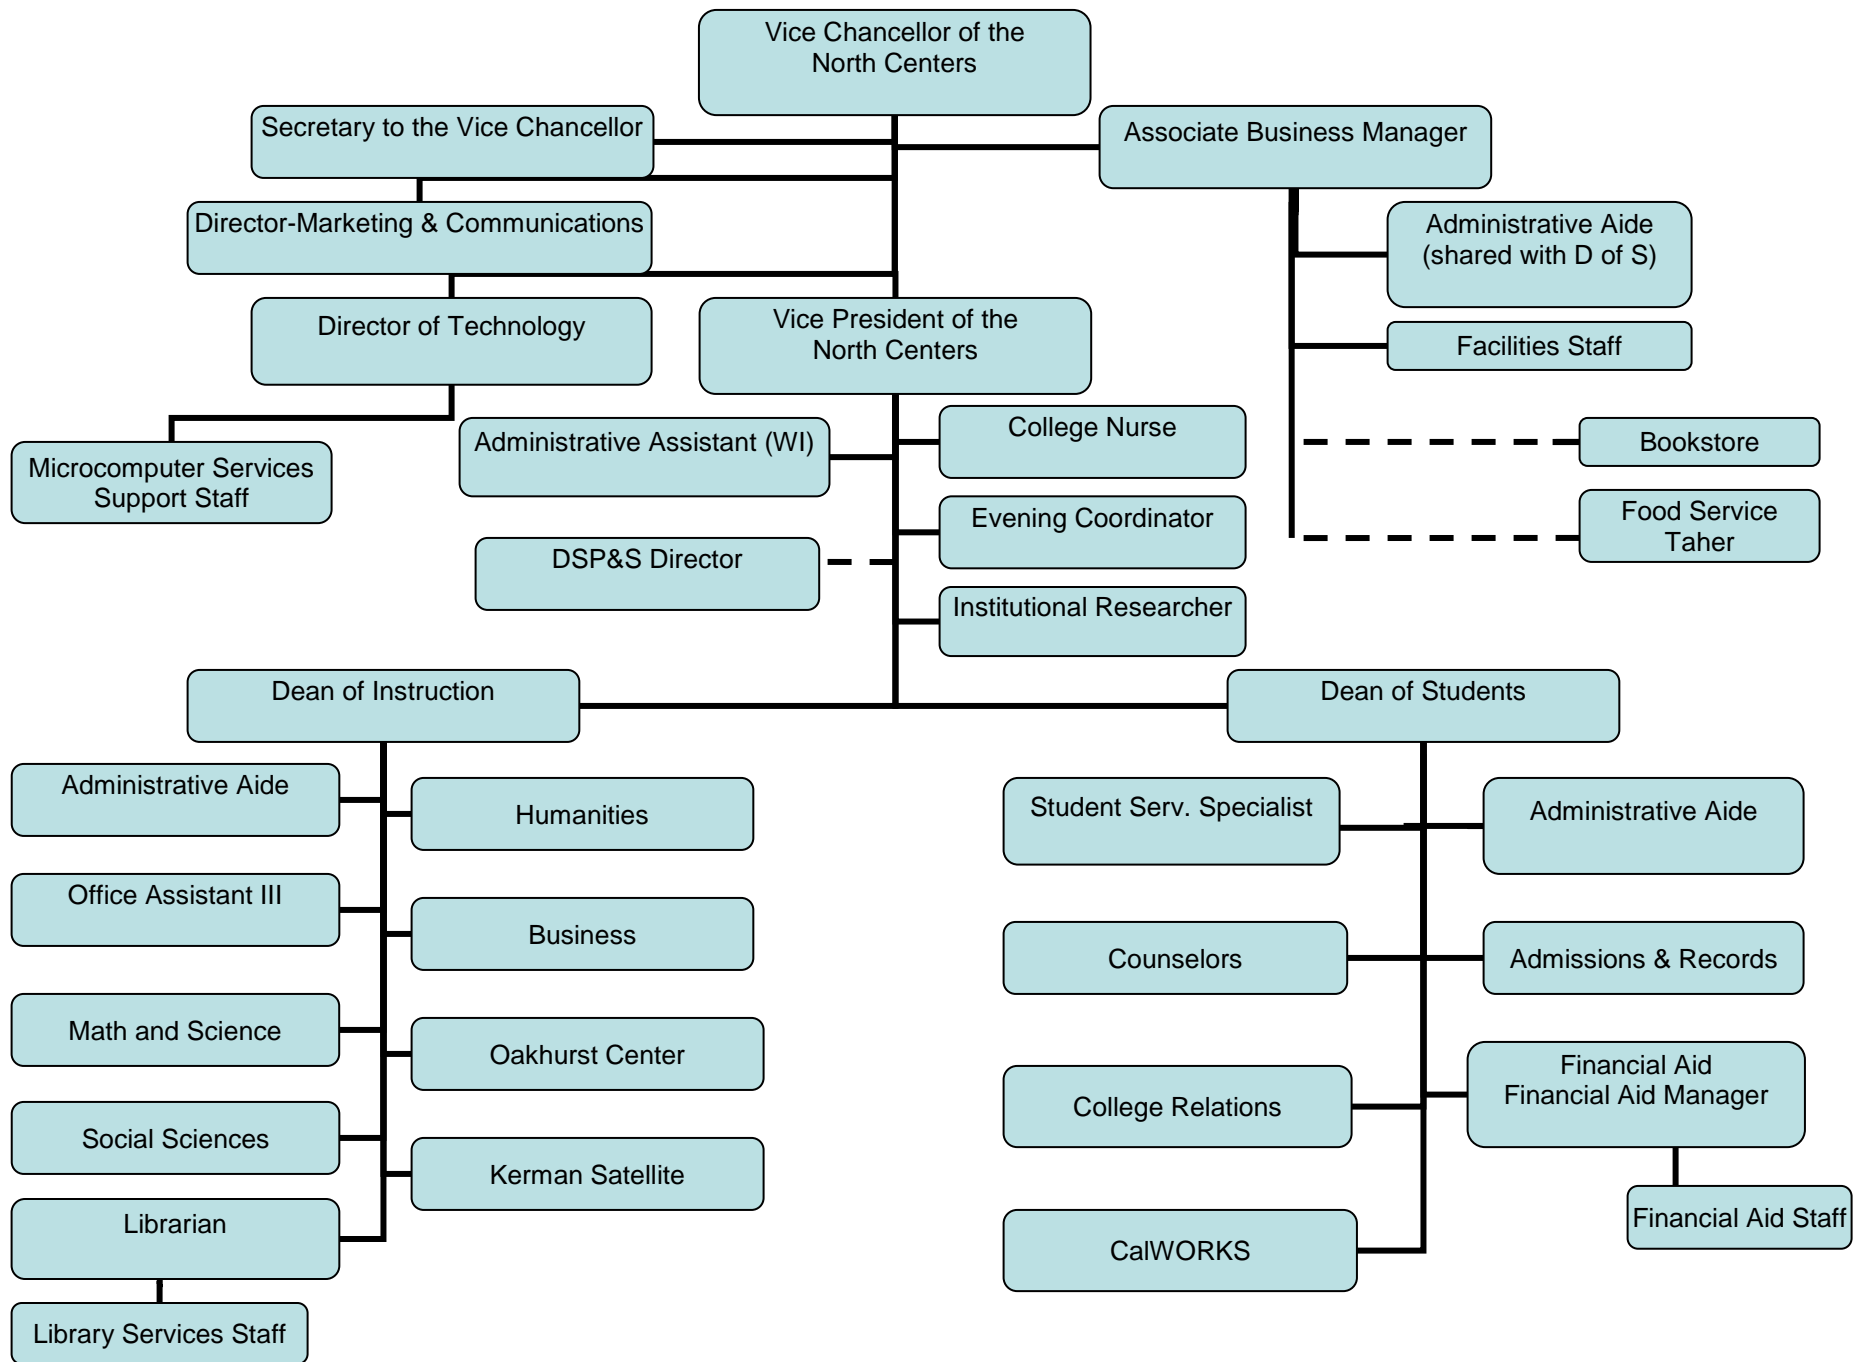 Vice Chancellor of the
North Centers
Secretary to the Vice Chancellor
Associate Business Manager
Director-Marketing & Communications
Administrative Aide
(shared with D of S)
Director of Technology
Vice President of the
North Centers
Facilities Staff
Administrative Assistant (WI)
College Nurse
Bookstore
Microcomputer Services
Support Staff
Evening Coordinator
Food Service
Taher
DSP&S Director
Institutional Researcher
Dean of Instruction
Dean of Students
Administrative Aide
Humanities
Student Serv. Specialist
Administrative Aide
Office Assistant III
Business
Counselors
Admissions & Records
Math and Science
Oakhurst Center
College Relations
Financial Aid
Financial Aid Manager
Social Sciences
Kerman Satellite
Librarian
CalWORKS
Financial Aid Staff
Library Services Staff